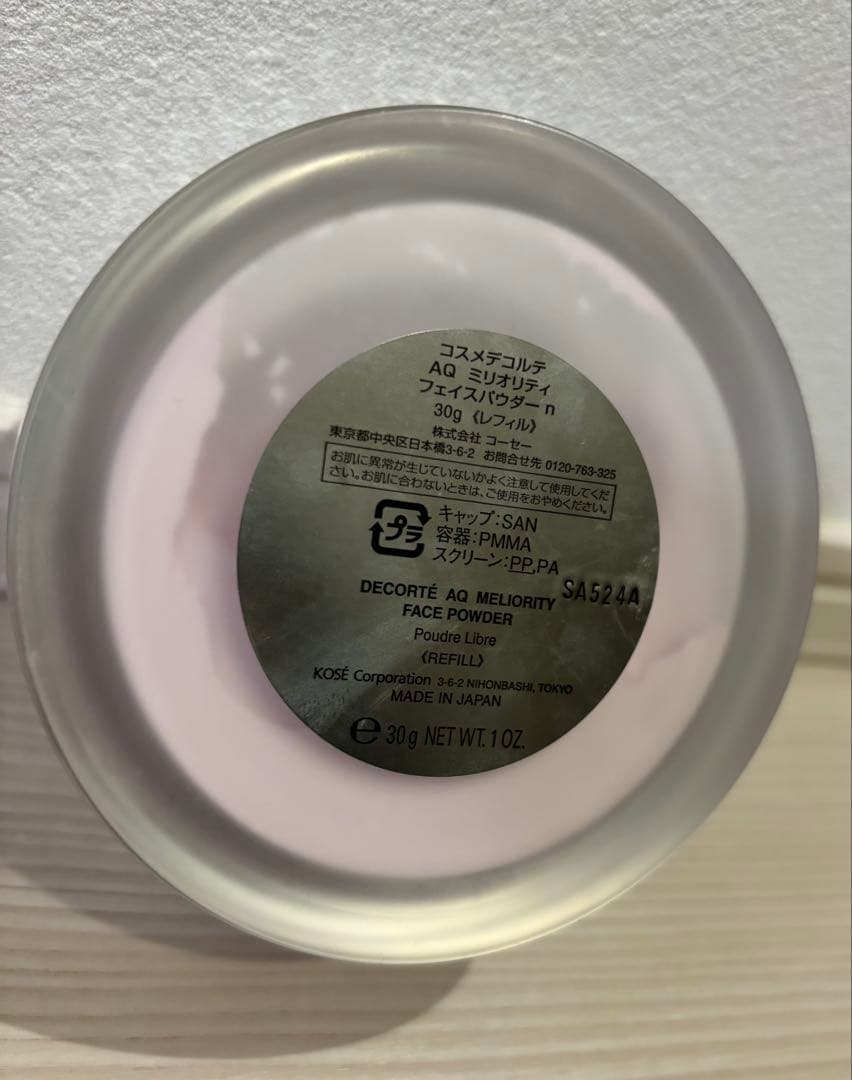 コスメデコルテ
AQ ミリオリティ
フェイスパウダー n
30g 《レフィル》
株式会社 コーセー
東京都中央区日本橋3-6-2 お問合せ先 0120-763-325
お肌に異常が生じていないかよく注意して使用してくだ
さい。お肌に合わないときは、ご使用をおやめください。
プラ
キャップ:SAN
容器:PMMA
スクリーン:PP,PA
SA524A
DECORTÉ AQ MELIORITY
FACE POWDER
Poudre Libre
《REFILL》
KOSÉ Corporation 3-6-2 NIHONBASHI, TOKYO
MADE IN JAPAN
℮ 30g NET WT. 1 OZ.